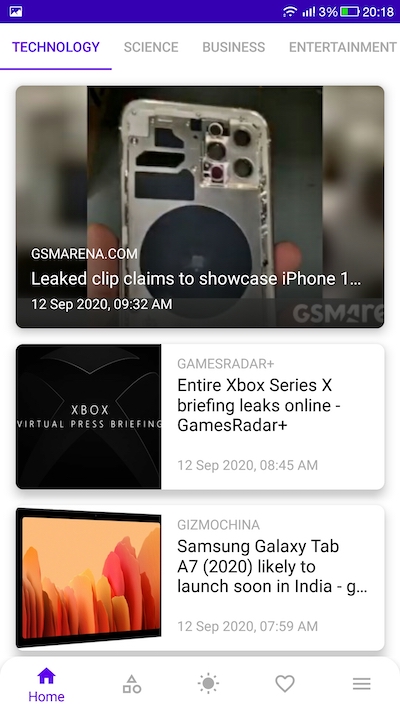 3% 20:18
TECHNOLOGY SCIENCE BUSINESS ENTERTAINMENT
GSMARENA.COM
Leaked clip claims to showcase iPhone 1…
12 Sep 2020, 09:32 AM
GSMArena
XBOX
VIRTUAL PRESS BRIEFING
GAMESRADAR+
Entire Xbox Series X
briefing leaks online -
GamesRadar+
12 Sep 2020, 08:45 AM
GIZMOCHINA
Samsung Galaxy Tab
A7 (2020) likely to
launch soon in India - g…
12 Sep 2020, 07:59 AM
Home